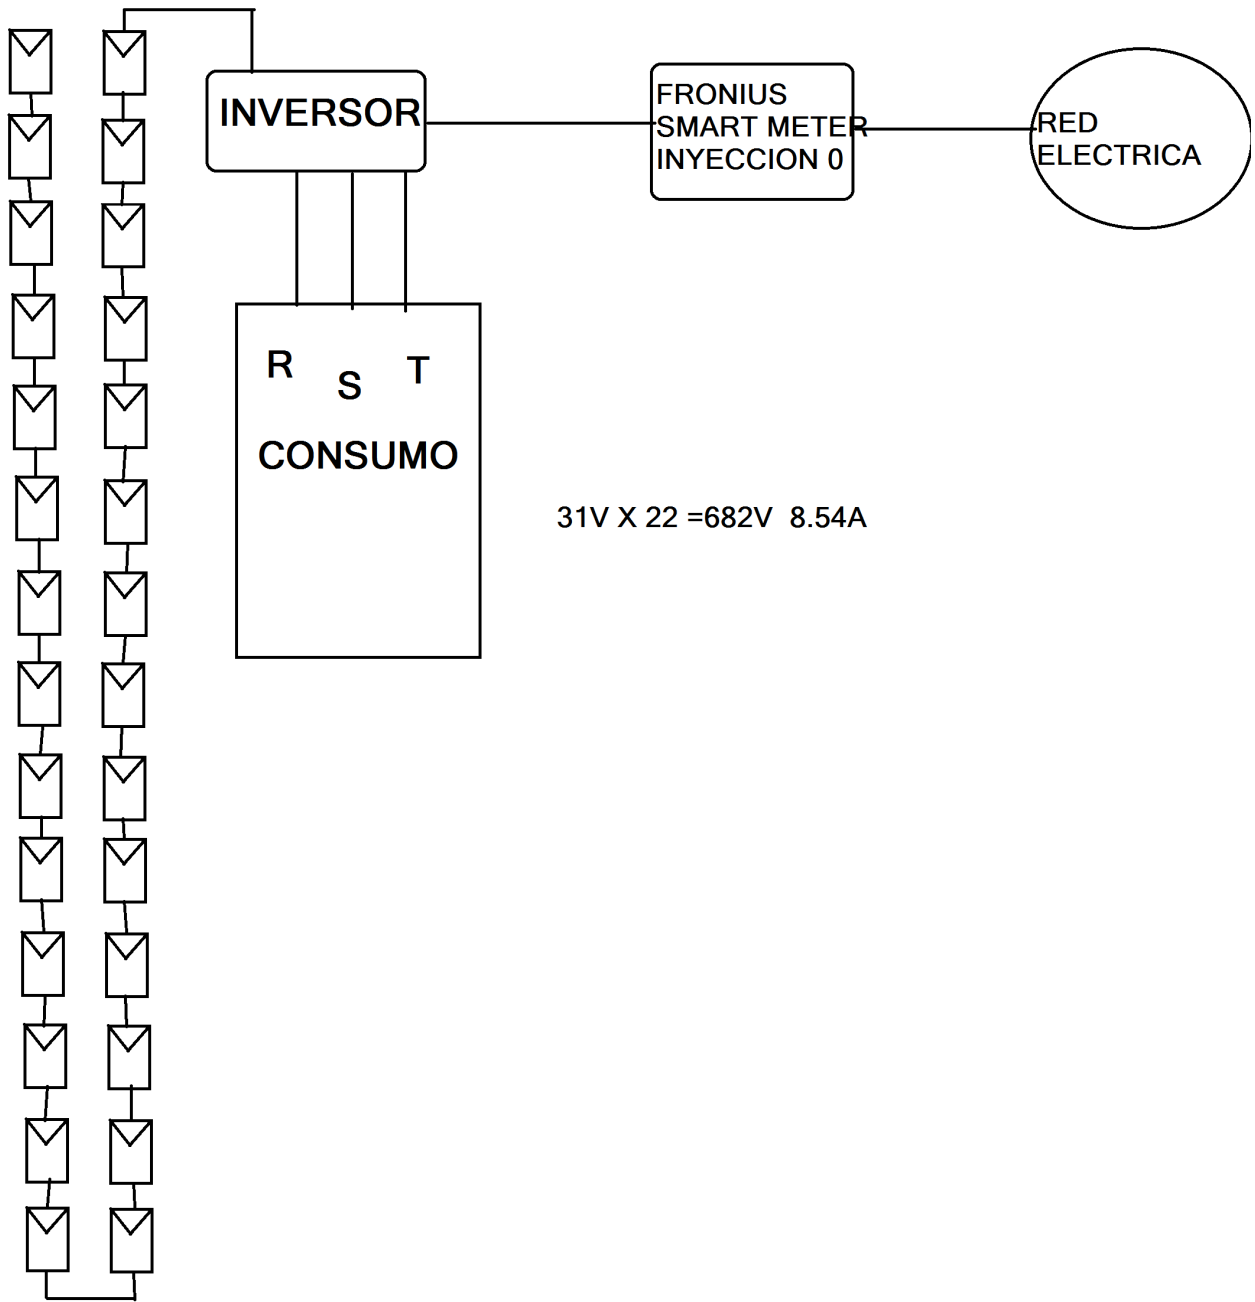 INVERSOR
FRONIUS
SMART METER
INYECCION 0
RED
ELECTRICA
R S T
CONSUMO
31V X 22 =682V 8.54A